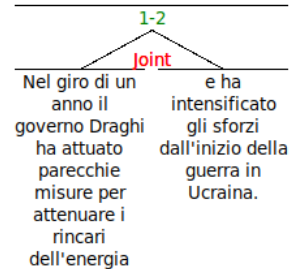 1-2
Joint
Nel giro di un
anno il
governo Draghi
ha attuato
parecchie
misure per
attenuare i
rincari
dell'energia
e ha
intensificato
gli sforzi
dall'inizio della
guerra in
Ucraina.